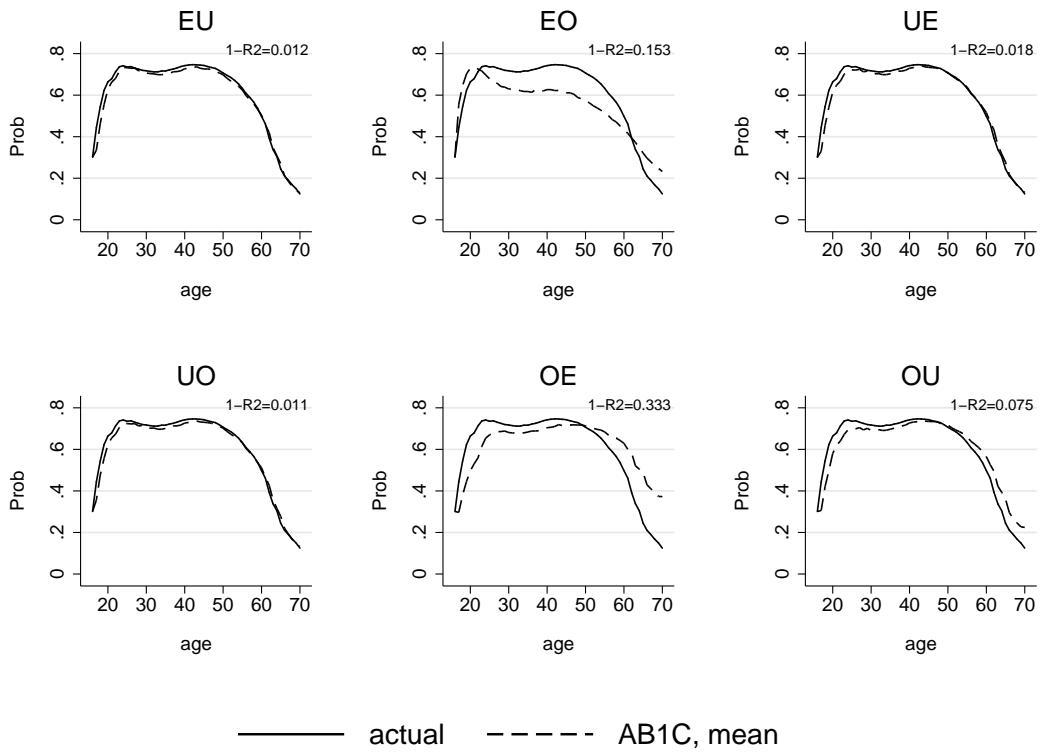 EU
1−R2=0.012
Prob
0 .2 .4 .6 .8
20 30 40 50 60 70
age
EO
1−R2=0.153
Prob
0 .2 .4 .6 .8
20 30 40 50 60 70
age
UE
1−R2=0.018
Prob
0 .2 .4 .6 .8
20 30 40 50 60 70
age
UO
1−R2=0.011
Prob
0 .2 .4 .6 .8
20 30 40 50 60 70
age
OE
1−R2=0.333
Prob
0 .2 .4 .6 .8
20 30 40 50 60 70
age
OU
1−R2=0.075
Prob
0 .2 .4 .6 .8
20 30 40 50 60 70
age
actual AB1C, mean